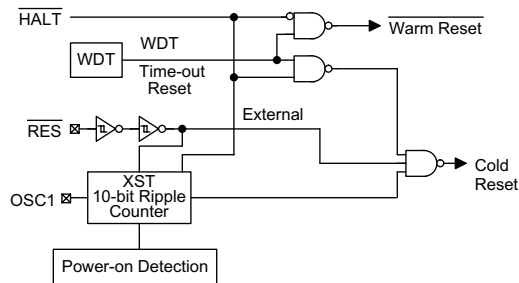 HALT
Warm Reset
WDT
WDT
Time-out
Reset
RES
External
XST
10-bit Ripple
Counter
OSC1
Cold
Reset
Power-on Detection